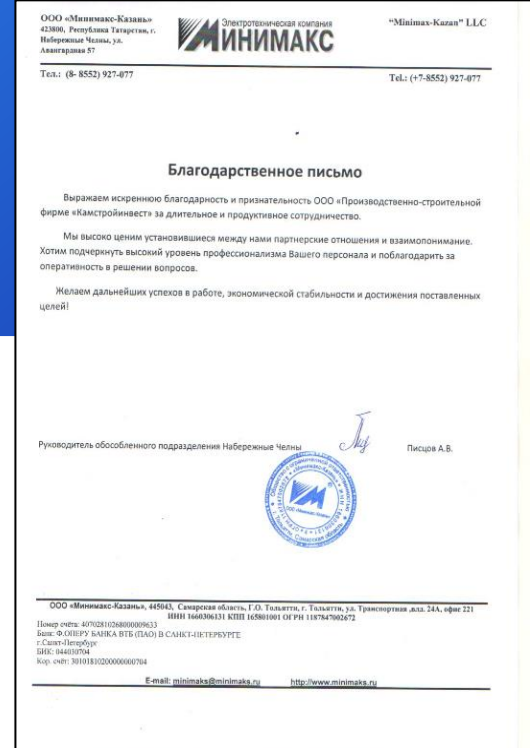 ООО «Минимакс-Казань»
423800, Республика Татарстан, г.
Набережные Челны, ул.
Авангардная 57
Электротехническая компания
МИНИМАКС
"Minimax-Kazan" LLC
Тел.: (8- 8552) 927-077
Tel.: (+7-8552) 927-077
Благодарственное письмо
Выражаем искреннюю благодарность и признательность ООО «Производственно-строительной
фирме «Камстройинвест» за длительное и продуктивное сотрудничество.
Мы высоко ценим установившиеся между нами партнерские отношения и взаимопонимание.
Хотим подчеркнуть высокий уровень профессионализма Вашего персонала и поблагодарить за
оперативность в решении вопросов.
Желаем дальнейших успехов в работе, экономической стабильности и достижения поставленных
целей!
Руководитель обособленного подразделения Набережные Челны
Писцов А.В.
ООО «Минимакс-Казань»
ООО «Минимакс-Казань», 445043, Самарская область, Г.О. Тольятти, г. Тольятти, ул. Транспортная ,влд. 24А, офис 221
ИНН 1660306131 КПП 165801001 ОГРН 1187847002672
Номер счёта: 40702810268000009633
Банк: Ф.ОПЕРУ БАНКА ВТБ (ПАО) В САНКТ-ПЕТЕРБУРГЕ
г.Санкт-Петербург
БИК: 044030704
Кор. счёт: 30101810200000000704
E-mail: minimaks@minimaks.ru http://www.minimaks.ru